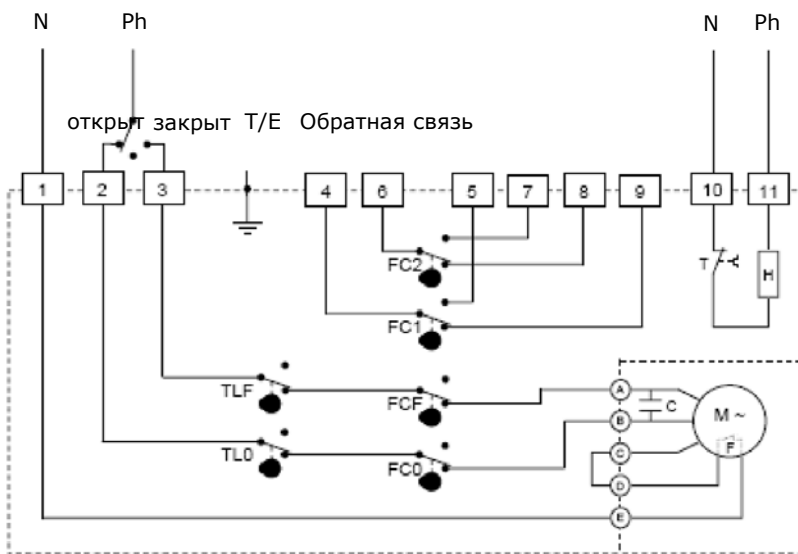 N Ph N Ph
открыт закрыт T/E Обратная связь
1 2 3 4 6 5 7 8 9 10 11
FC2 T H
FC1
TLF FCF A C M ~
B
TL0 FC0 C F
D
E